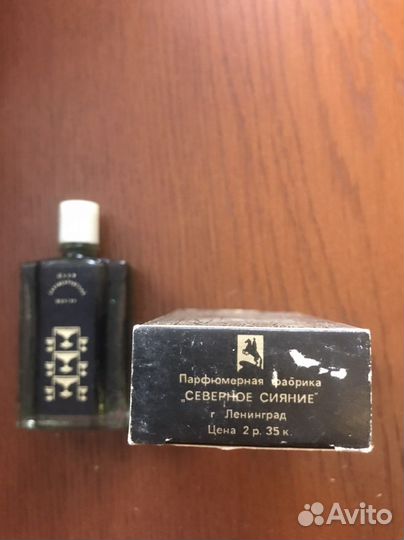 Парфюмерная фабрика
„СЕВЕРНОЕ СИЯНИЕ"
г Ленинград
Цена 2 р. 35 к.
Avito